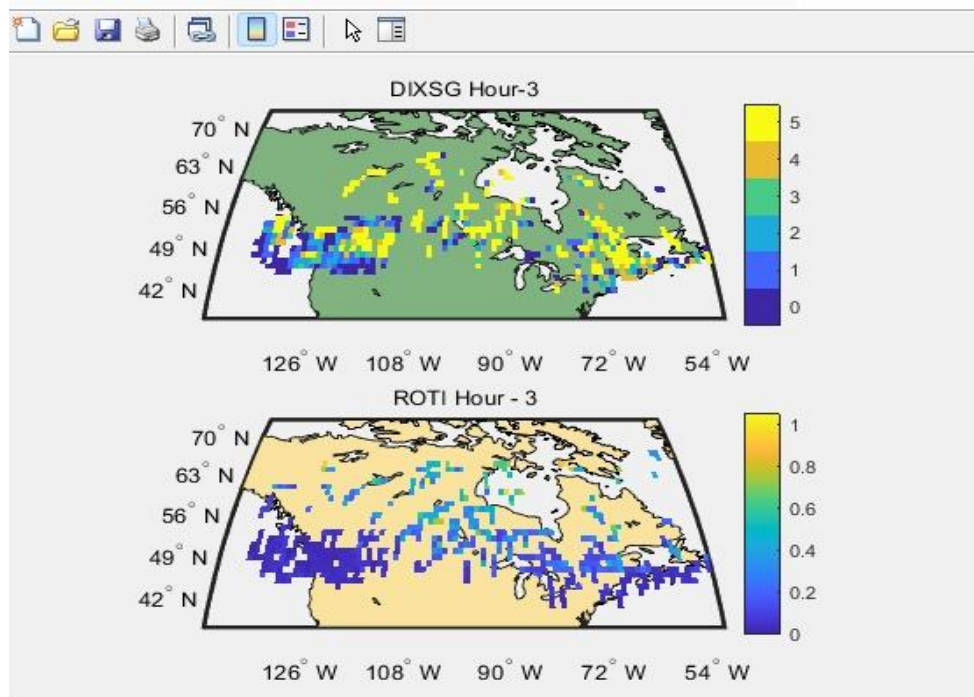 DIXSG Hour-3
70° N
63° N
56° N
49° N
42° N
126° W 108° W 90° W 72° W 54° W
5
4
3
2
1
0
ROTI Hour - 3
70° N
63° N
56° N
49° N
42° N
126° W 108° W 90° W 72° W 54° W
1
0.8
0.6
0.4
0.2
0